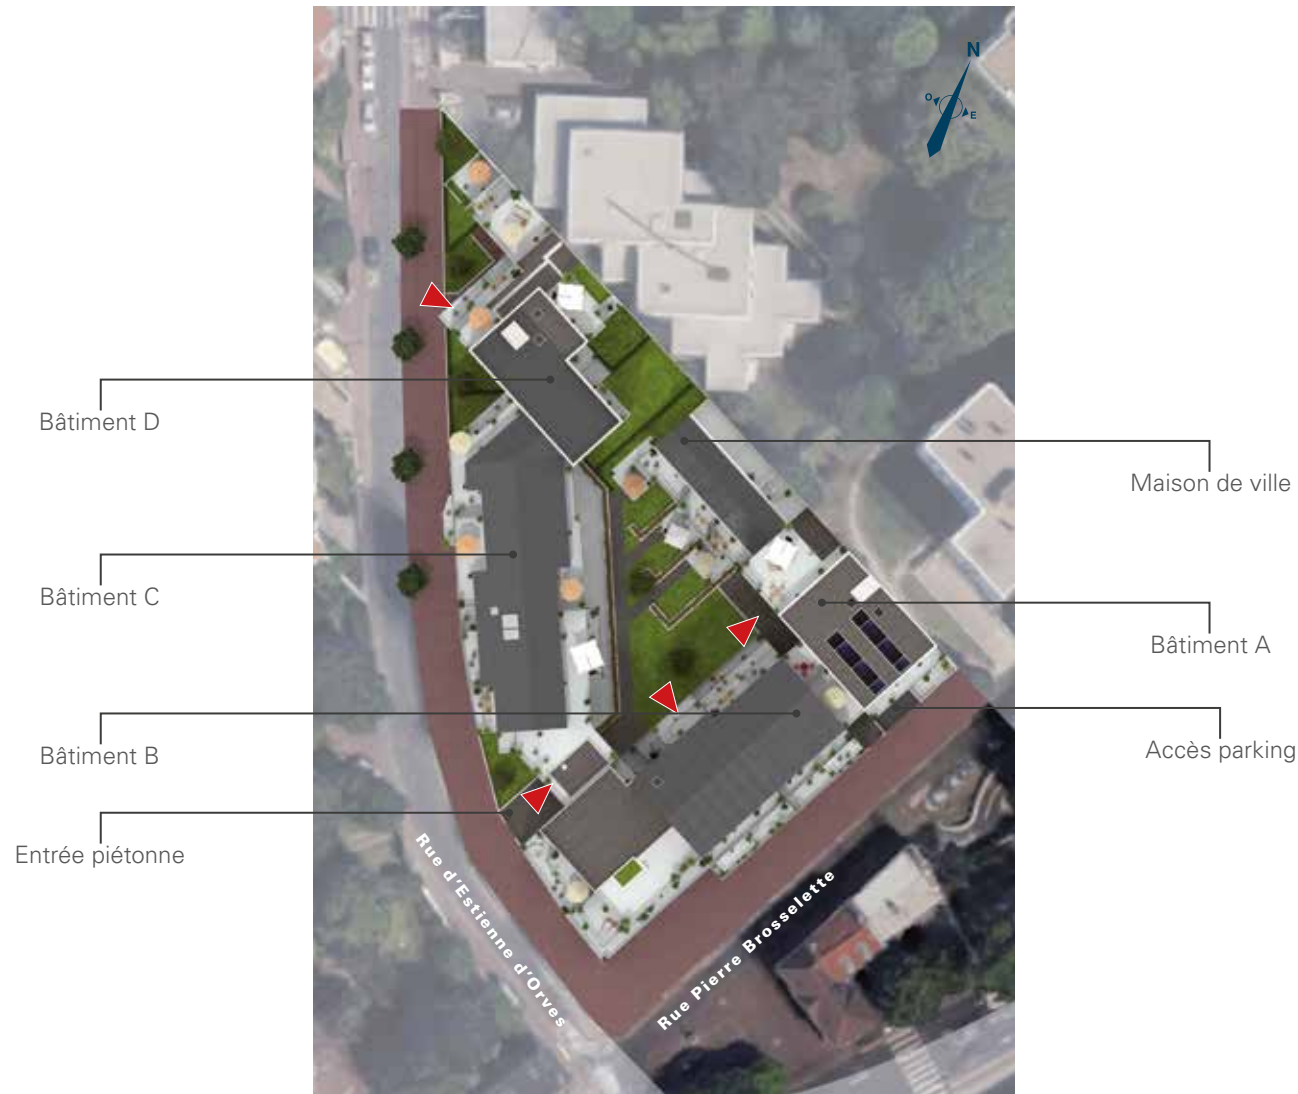 N
O
E
Bâtiment D
Maison de ville
Bâtiment C
Bâtiment A
Bâtiment B
Accès parking
Entrée piétonne
Rue d'Estienne d'Orves
Rue Pierre Brosselette